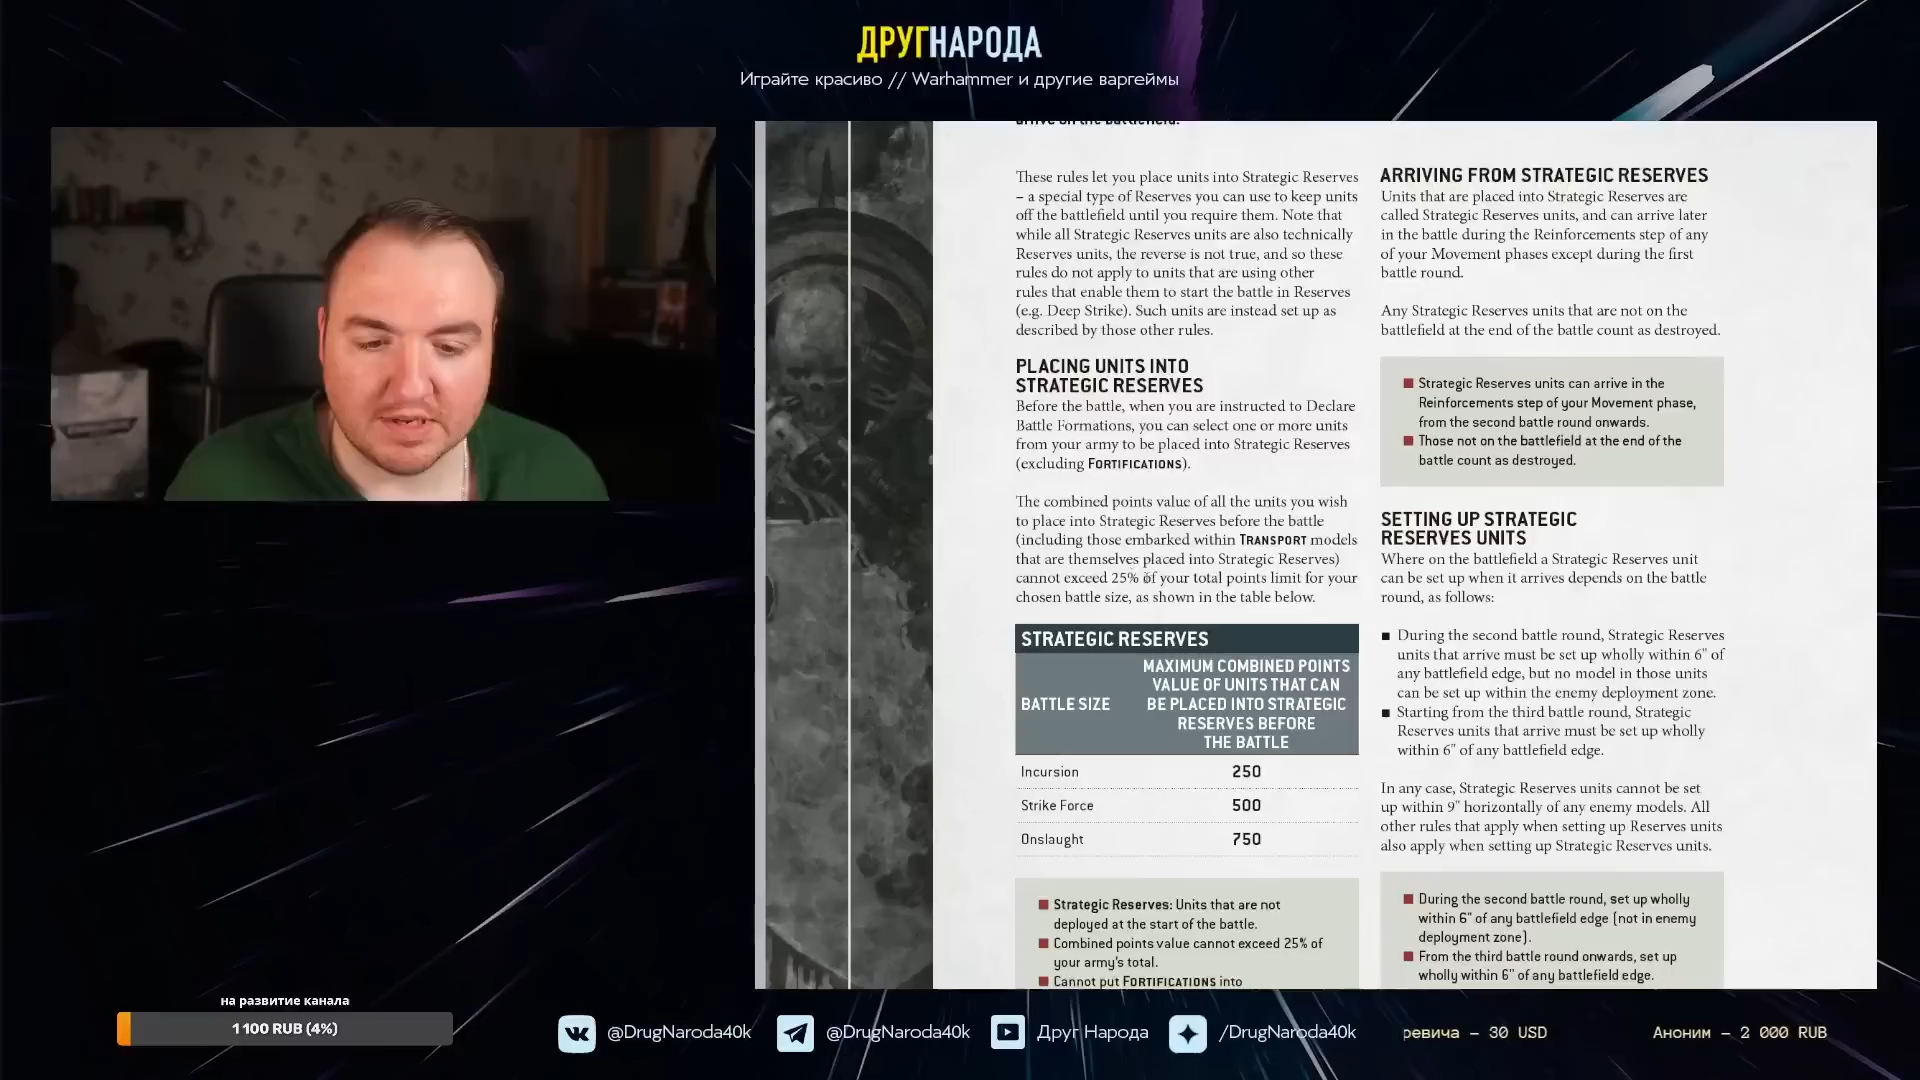 ДРУГНАРОДА
Играйте красиво // Warhammer и другие варгеймы
arrive on the battlefield.
These rules let you place units into Strategic Reserves
– a special type of Reserves you can use to keep units
off the battlefield until you require them. Note that
while all Strategic Reserves units are also technically
Reserves units, the reverse is not true, and so these
rules do not apply to units that are using other
rules that enable them to start the battle in Reserves
(e.g. Deep Strike). Such units are instead set up as
described by those other rules.
PLACING UNITS INTO
STRATEGIC RESERVES
Before the battle, when you are instructed to Declare
Battle Formations, you can select one or more units
from your army to be placed into Strategic Reserves
(excluding FORTIFICATIONS).
The combined points value of all the units you wish
to place into Strategic Reserves before the battle
(including those embarked within TRANSPORT models
that are themselves placed into Strategic Reserves)
cannot exceed 25% of your total points limit for your
chosen battle size, as shown in the table below.
STRATEGIC RESERVES
BATTLE SIZE
MAXIMUM COMBINED POINTS
VALUE OF UNITS THAT CAN
BE PLACED INTO STRATEGIC
RESERVES BEFORE
THE BATTLE
Incursion 250
Strike Force 500
Onslaught 750
■ Strategic Reserves: Units that are not
deployed at the start of the battle.
■ Combined points value cannot exceed 25% of
your army's total.
■ Cannot put FORTIFICATIONS into
ARRIVING FROM STRATEGIC RESERVES
Units that are placed into Strategic Reserves are
called Strategic Reserves units, and can arrive later
in the battle during the Reinforcements step of any
of your Movement phases except during the first
battle round.
Any Strategic Reserves units that are not on the
battlefield at the end of the battle count as destroyed.
■ Strategic Reserves units can arrive in the
Reinforcements step of your Movement phase,
from the second battle round onwards.
■ Those not on the battlefield at the end of the
battle count as destroyed.
SETTING UP STRATEGIC
RESERVES UNITS
Where on the battlefield a Strategic Reserves unit
can be set up when it arrives depends on the battle
round, as follows:
■ During the second battle round, Strategic Reserves
units that arrive must be set up wholly within 6" of
any battlefield edge, but no model in those units
can be set up within the enemy deployment zone.
■ Starting from the third battle round, Strategic
Reserves units that arrive must be set up wholly
within 6" of any battlefield edge.
In any case, Strategic Reserves units cannot be set
up within 9" horizontally of any enemy models. All
other rules that apply when setting up Reserves units
also apply when setting up Strategic Reserves units.
■ During the second battle round, set up wholly
within 6" of any battlefield edge (not in enemy
deployment zone).
■ From the third battle round onwards, set up
wholly within 6" of any battlefield edge.
на развитие канала
1 100 RUB (4%)
@DrugNaroda40k
@DrugNaroda40k
Друг Народа
/DrugNaroda40k
ревича – 30 USD
Аноним – 2 000 RUB